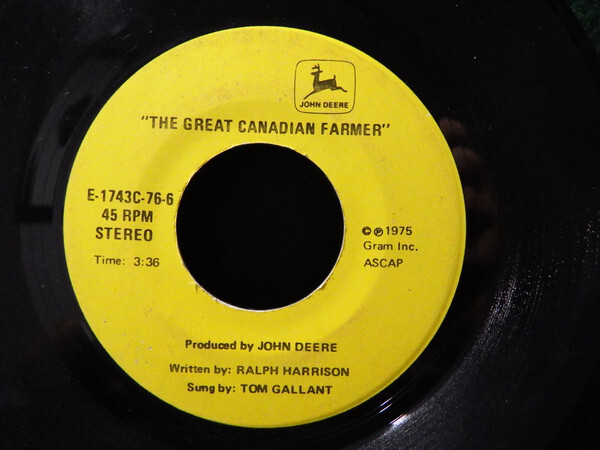 JOHN DEERE
"THE GREAT CANADIAN FARMER"
E-1743C-76-6
45 RPM
STEREO
Time: 3:36
©℗1975
Gram Inc.
ASCAP
Produced by JOHN DEERE
Written by: RALPH HARRISON
Sung by: TOM GALLANT